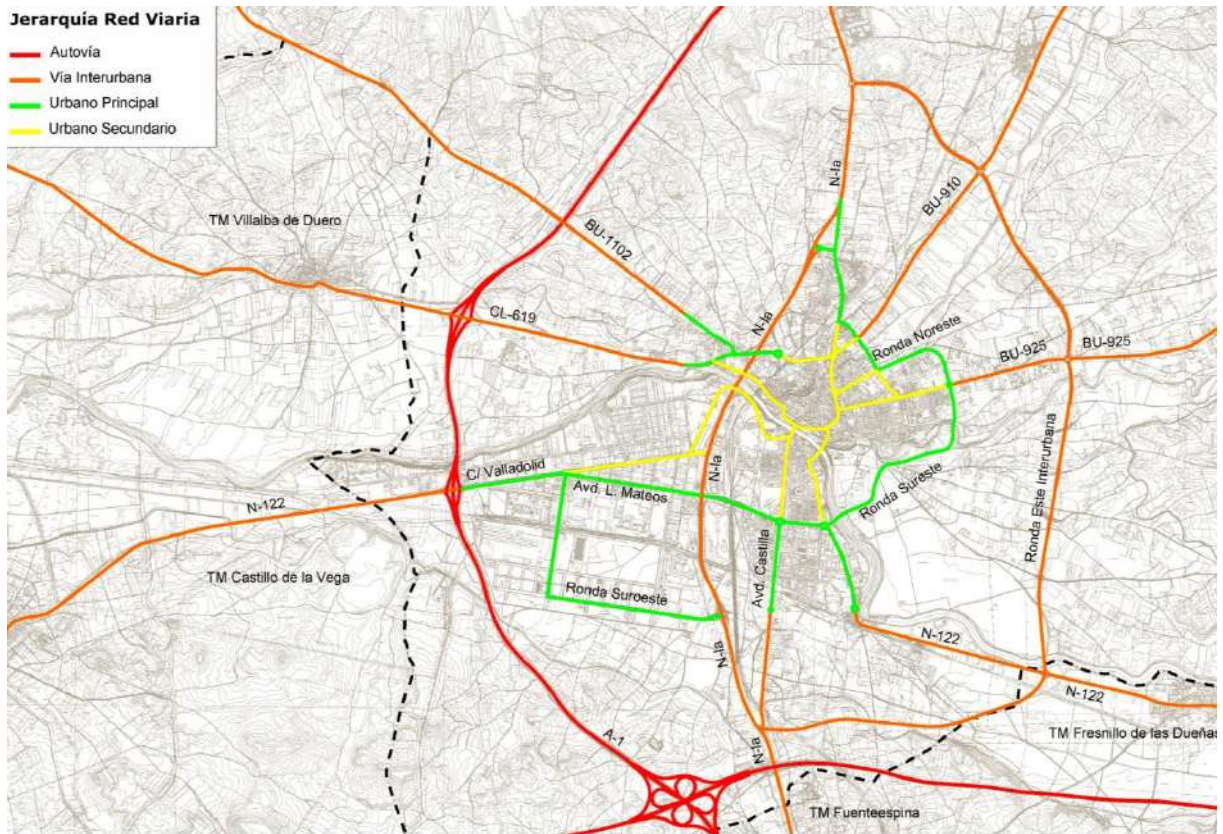 Jerarquía Red Viaria
Autovía
Vía Interurbana
Urbano Principal
Urbano Secundario
TM Villalba de Duero
BU-1102
CL-619
N-Ia
N-Ia
BU-910
Ronda Noreste
BU-925
BU-925
C/ Valladolid
Avd. L. Mateos
N-Ia
Ronda Sureste
Ronda Este Interurbana
N-122
TM Castillo de la Vega
Ronda Suroeste
Avd. Castilla
N-Ia
N-122
N-122
TM Fresnillo de las Dueñas
A-1
N-Ia
TM Fuenteespina